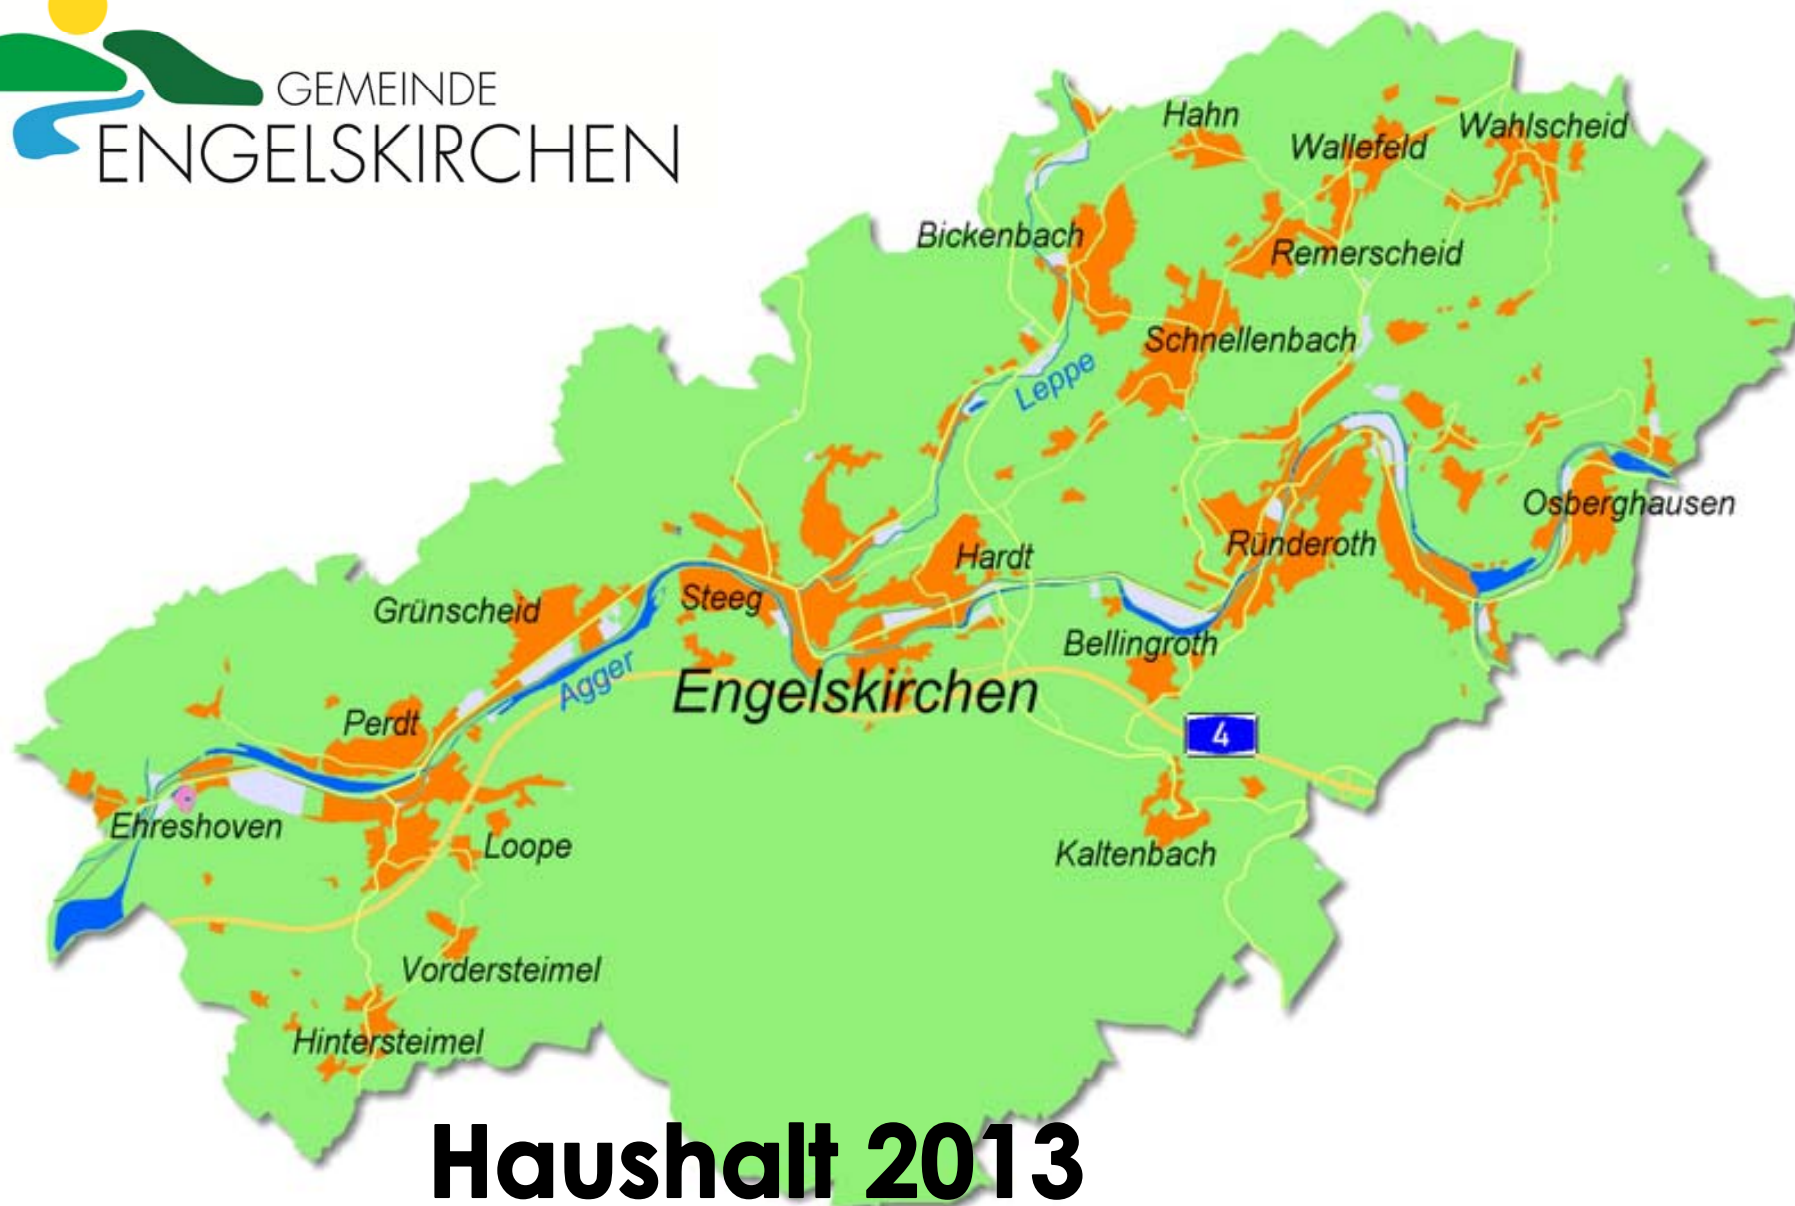 GEMEINDE
ENGELSKIRCHEN
Hahn
Wallefeld
Wahlscheid
Bickenbach
Remerscheid
Schnellenbach
Leppe
Osberghausen
Ründeroth
Hardt
Steeg
Grünscheid
Bellingroth
Agger
Engelskirchen
Perdt
4
Ehreshoven
Loope
Kaltenbach
Vordersteimel
Hintersteimel
Haushalt 2013